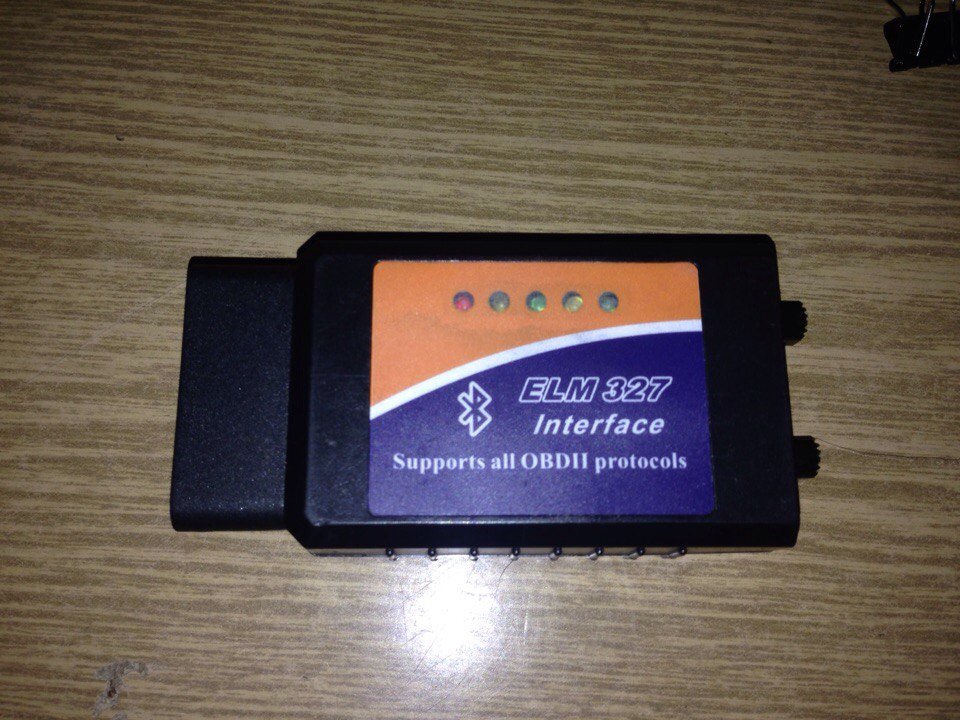 ELM 327
Interface
Supports all OBDII protocols